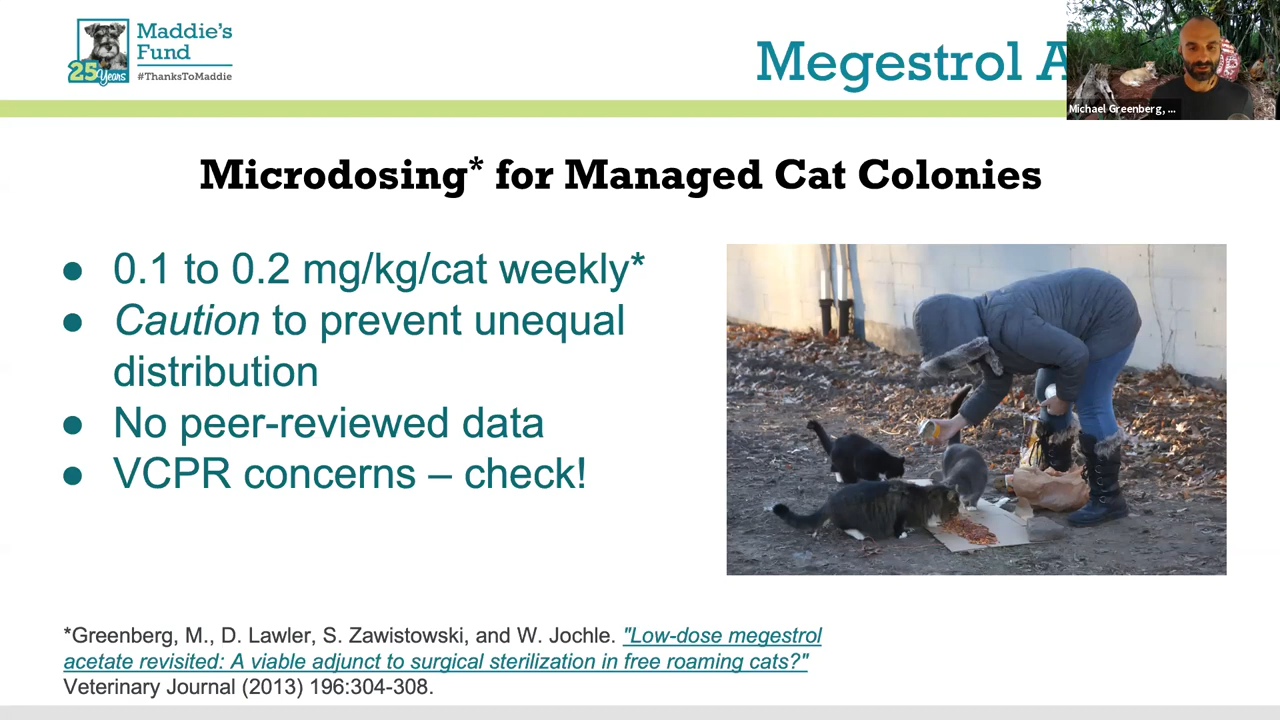 Maddie's
Fund
25 Years
#ThanksToMaddie
Megestrol A
Michael Greenberg, ...
Microdosing* for Managed Cat Colonies
● 0.1 to 0.2 mg/kg/cat weekly*
● Caution to prevent unequal
distribution
● No peer-reviewed data
● VCPR concerns – check!
*Greenberg, M., D. Lawler, S. Zawistowski, and W. Jochle. "Low-dose megestrol
acetate revisited: A viable adjunct to surgical sterilization in free roaming cats?"
Veterinary Journal (2013) 196:304-308.